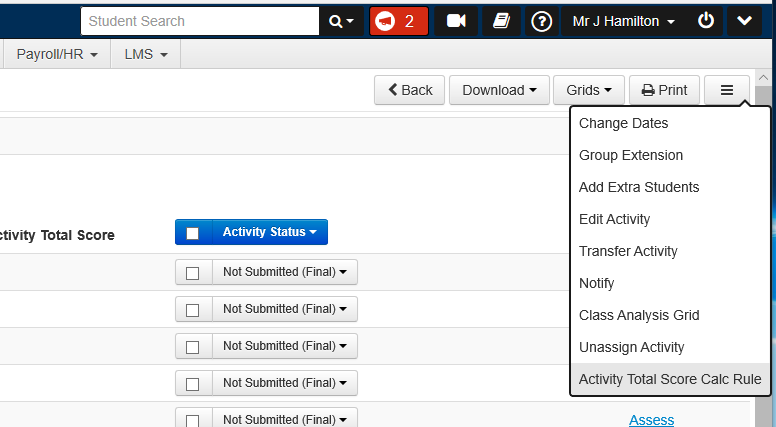 Student Search
2
Mr J Hamilton
Payroll/HR
LMS
Back
Download
Grids
Print
Change Dates
Group Extension
Add Extra Students
Edit Activity
Transfer Activity
Notify
Class Analysis Grid
Unassign Activity
Activity Total Score Calc Rule
ctivity Total Score
Activity Status
Not Submitted (Final)
Not Submitted (Final)
Not Submitted (Final)
Not Submitted (Final)
Not Submitted (Final)
Assess